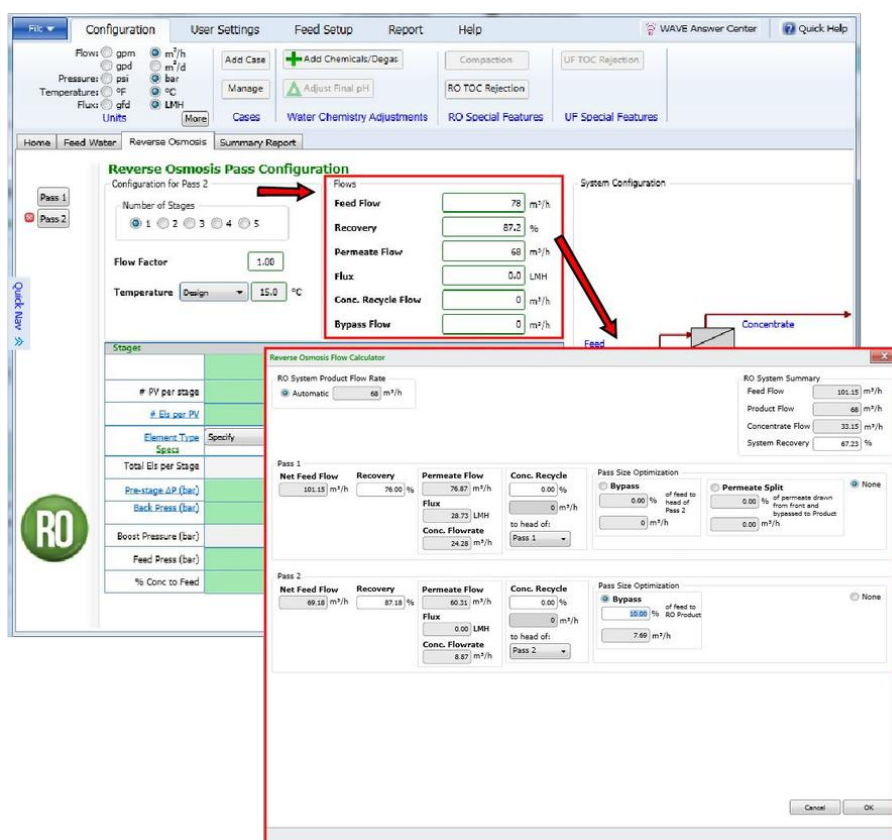 File Configuration User Settings Feed Setup Report Help WAVE Answer Center Quick Help
Flow: gpm m³/h
gpd m³/d
Pressure: psi bar
Temperature: °F °C
Flux: gfd LMH
Units More
Add Case
Manage
Cases
Add Chemicals/Degas
Adjust Final pH
Water Chemistry Adjustments
Compaction
RO TOC Rejection
RO Special Features
UF TOC Rejection
UF Special Features
Home Feed Water Reverse Osmosis Summary Report
Reverse Osmosis Pass Configuration
Pass 1
Pass 2
Configuration for Pass 2
Number of Stages
1 2 3 4 5
Flow Factor 1.00
Temperature Design 15.0 °C
Flows
Feed Flow 78 m³/h
Recovery 87.2 %
Permeate Flow 68 m³/h
Flux 0.0 LMH
Conc. Recycle Flow 0 m³/h
Bypass Flow 0 m³/h
System Configuration
Concentrate
Feed
Quick Nav
Stages
# PV per stage
# Els per PV
Element Type Specify
Specs
Total Els per Stage
Pre-stage ΔP (bar)
Back Press (bar)
Boost Pressure (bar)
Feed Press (bar)
% Conc to Feed
RO
Reverse Osmosis Flow Calculator
RO System Product Flow Rate
Automatic 68 m³/h
RO System Summary
Feed Flow 101.15 m³/h
Product Flow 68 m³/h
Concentrate Flow 33.15 m³/h
System Recovery 67.23 %
Pass 1
Net Feed Flow
101.15 m³/h
Recovery
76.00 %
Permeate Flow
76.87 m³/h
Flux
28.73 LMH
Conc. Flowrate
24.28 m³/h
Conc. Recycle
0.00 %
0 m³/h
to head of:
Pass 1
Pass Size Optimization
Bypass
0.00 % of feed to head of Pass 2
0 m³/h
Permeate Split
0.00 % of permeate drawn from front and bypassed to Product
0.00 m³/h
None
Pass 2
Net Feed Flow
69.18 m³/h
Recovery
87.18 %
Permeate Flow
60.31 m³/h
Flux
0.00 LMH
Conc. Flowrate
8.87 m³/h
Conc. Recycle
0.00 %
0 m³/h
to head of:
Pass 2
Pass Size Optimization
Bypass
10.00 % of feed to RO Product
7.69 m³/h
None
Cancel OK